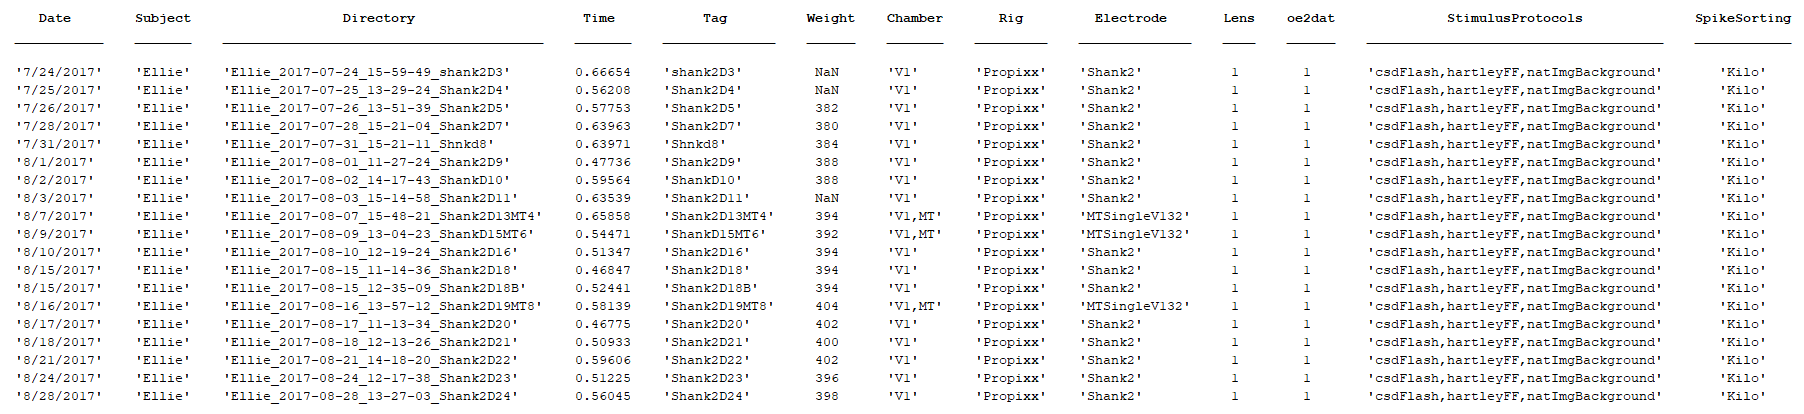 Date Subject Directory Time Tag Weight Chamber Rig Electrode Lens oe2dat StimulusProtocols SpikeSorting
'7/24/2017' 'Ellie' 'Ellie_2017-07-24_15-59-49_shank2D3' 0.66654 'shank2D3' NaN 'V1' 'Propixx' 'Shank2' 1 1 'csdFlash,hartleyFF,natImgBackground' 'Kilo'
'7/25/2017' 'Ellie' 'Ellie_2017-07-25_13-29-24_Shank2D4' 0.56208 'Shank2D4' NaN 'V1' 'Propixx' 'Shank2' 1 1 'csdFlash,hartleyFF,natImgBackground' 'Kilo'
'7/26/2017' 'Ellie' 'Ellie_2017-07-26_13-51-39_Shank2D5' 0.57753 'Shank2D5' 382 'V1' 'Propixx' 'Shank2' 1 1 'csdFlash,hartleyFF,natImgBackground' 'Kilo'
'7/28/2017' 'Ellie' 'Ellie_2017-07-28_15-21-04_Shank2D7' 0.63963 'Shank2D7' 380 'V1' 'Propixx' 'Shank2' 1 1 'csdFlash,hartleyFF,natImgBackground' 'Kilo'
'7/31/2017' 'Ellie' 'Ellie_2017-07-31_15-21-11_Shnkd8' 0.63971 'Shnkd8' 384 'V1' 'Propixx' 'Shank2' 1 1 'csdFlash,hartleyFF,natImgBackground' 'Kilo'
'8/1/2017' 'Ellie' 'Ellie_2017-08-01_11-27-24_Shank2D9' 0.47736 'Shank2D9' 388 'V1' 'Propixx' 'Shank2' 1 1 'csdFlash,hartleyFF,natImgBackground' 'Kilo'
'8/2/2017' 'Ellie' 'Ellie_2017-08-02_14-17-43_ShankD10' 0.59564 'ShankD10' 388 'V1' 'Propixx' 'Shank2' 1 1 'csdFlash,hartleyFF,natImgBackground' 'Kilo'
'8/3/2017' 'Ellie' 'Ellie_2017-08-03_15-14-58_Shank2D11' 0.63539 'Shank2D11' NaN 'V1' 'Propixx' 'Shank2' 1 1 'csdFlash,hartleyFF,natImgBackground' 'Kilo'
'8/7/2017' 'Ellie' 'Ellie_2017-08-07_15-48-21_Shank2D13MT4' 0.65858 'Shank2D13MT4' 394 'V1,MT' 'Propixx' 'MTSingleV132' 1 1 'csdFlash,hartleyFF,natImgBackground' 'Kilo'
'8/9/2017' 'Ellie' 'Ellie_2017-08-09_13-04-23_ShankD15MT6' 0.54471 'ShankD15MT6' 392 'V1,MT' 'Propixx' 'MTSingleV132' 1 1 'csdFlash,hartleyFF,natImgBackground' 'Kilo'
'8/10/2017' 'Ellie' 'Ellie_2017-08-10_12-19-24_Shank2D16' 0.51347 'Shank2D16' 394 'V1' 'Propixx' 'Shank2' 1 1 'csdFlash,hartleyFF,natImgBackground' 'Kilo'
'8/15/2017' 'Ellie' 'Ellie_2017-08-15_11-14-36_Shank2D18' 0.46847 'Shank2D18' 394 'V1' 'Propixx' 'Shank2' 1 1 'csdFlash,hartleyFF,natImgBackground' 'Kilo'
'8/15/2017' 'Ellie' 'Ellie_2017-08-15_12-35-09_Shank2D18B' 0.52441 'Shank2D18B' 394 'V1' 'Propixx' 'Shank2' 1 1 'csdFlash,hartleyFF,natImgBackground' 'Kilo'
'8/16/2017' 'Ellie' 'Ellie_2017-08-16_13-57-12_Shank2D19MT8' 0.58139 'Shank2D19MT8' 404 'V1,MT' 'Propixx' 'MTSingleV132' 1 1 'csdFlash,hartleyFF,natImgBackground' 'Kilo'
'8/17/2017' 'Ellie' 'Ellie_2017-08-17_11-13-34_Shank2D20' 0.46775 'Shank2D20' 402 'V1' 'Propixx' 'Shank2' 1 1 'csdFlash,hartleyFF,natImgBackground' 'Kilo'
'8/18/2017' 'Ellie' 'Ellie_2017-08-18_12-13-26_Shank2D21' 0.50933 'Shank2D21' 400 'V1' 'Propixx' 'Shank2' 1 1 'csdFlash,hartleyFF,natImgBackground' 'Kilo'
'8/21/2017' 'Ellie' 'Ellie_2017-08-21_14-18-20_Shank2D22' 0.59606 'Shank2D22' 402 'V1' 'Propixx' 'Shank2' 1 1 'csdFlash,hartleyFF,natImgBackground' 'Kilo'
'8/24/2017' 'Ellie' 'Ellie_2017-08-24_12-17-38_Shank2D23' 0.51225 'Shank2D23' 396 'V1' 'Propixx' 'Shank2' 1 1 'csdFlash,hartleyFF,natImgBackground' 'Kilo'
'8/28/2017' 'Ellie' 'Ellie_2017-08-28_13-27-03_Shank2D24' 0.56045 'Shank2D24' 398 'V1' 'Propixx' 'Shank2' 1 1 'csdFlash,hartleyFF,natImgBackground' 'Kilo'